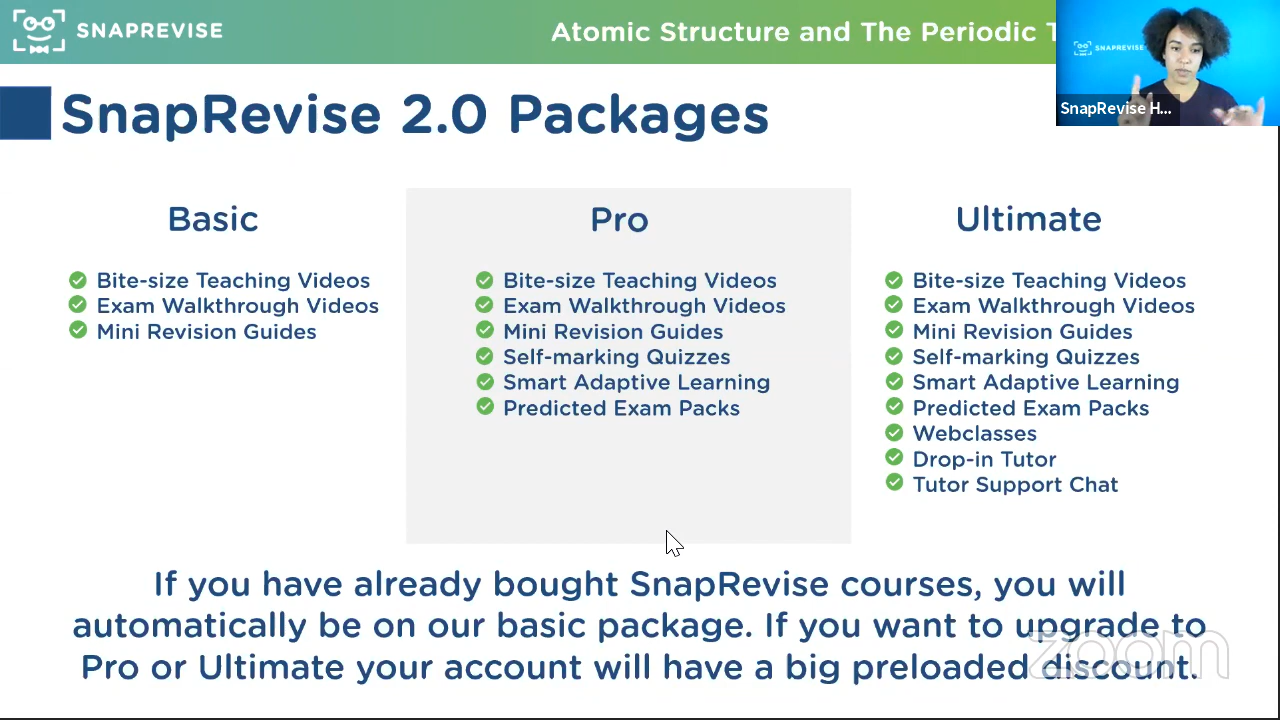 SNAPREVISE
Atomic Structure and The Periodic T
SNAPREVISE
SnapRevise H...
SnapRevise 2.0 Packages
Basic
Bite-size Teaching Videos
Exam Walkthrough Videos
Mini Revision Guides
Pro
Bite-size Teaching Videos
Exam Walkthrough Videos
Mini Revision Guides
Self-marking Quizzes
Smart Adaptive Learning
Predicted Exam Packs
Ultimate
Bite-size Teaching Videos
Exam Walkthrough Videos
Mini Revision Guides
Self-marking Quizzes
Smart Adaptive Learning
Predicted Exam Packs
Webclasses
Drop-in Tutor
Tutor Support Chat
If you have already bought SnapRevise courses, you will
automatically be on our basic package. If you want to upgrade to
Pro or Ultimate your account will have a big preloaded discount.
zoom